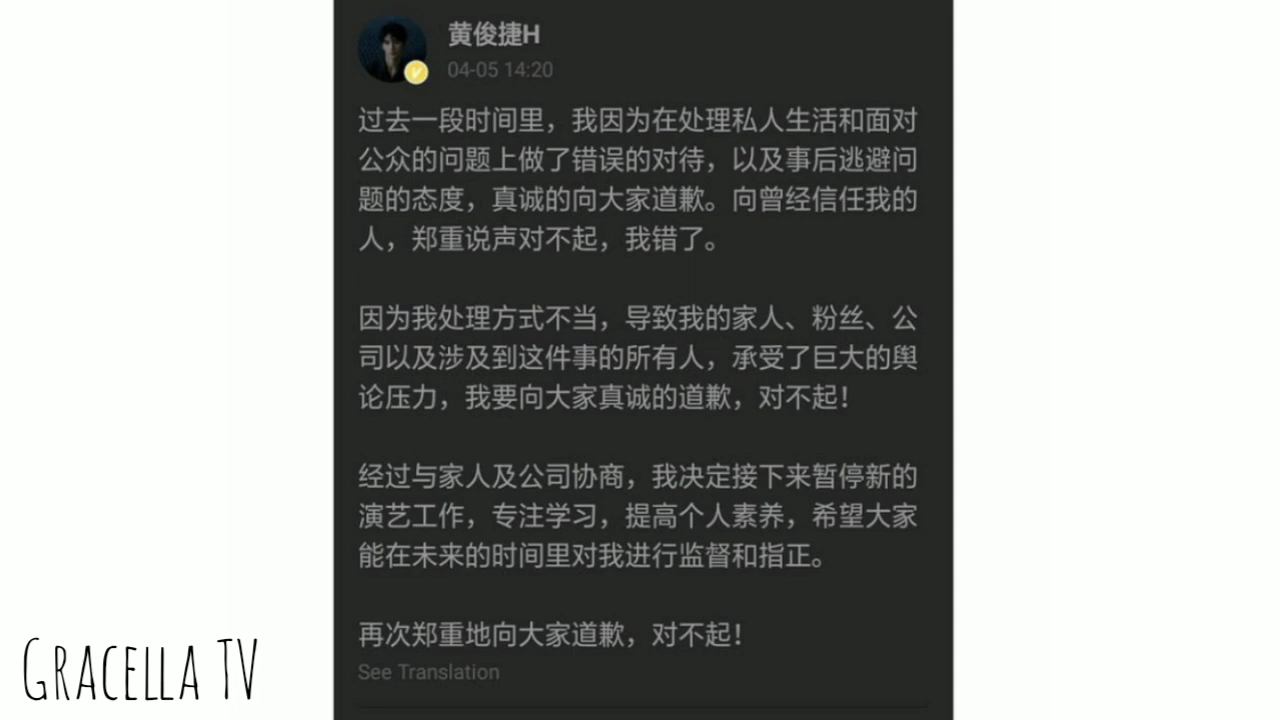 黄俊捷H
04-05 14:20
过去一段时间里，我因为在处理私人生活和面对
公众的问题上做了错误的对待，以及事后逃避问
题的态度，真诚的向大家道歉。向曾经信任我的
人，郑重说声对不起，我错了。
因为我处理方式不当，导致我的家人、粉丝、公
司以及涉及到这件事的所有人，承受了巨大的舆
论压力，我要向大家真诚的道歉，对不起！
经过与家人及公司协商，我决定接下来暂停新的
演艺工作，专注学习，提高个人素养，希望大家
能在未来的时间里对我进行监督和指正。
再次郑重地向大家道歉，对不起！
See Translation
GRACELLA TV